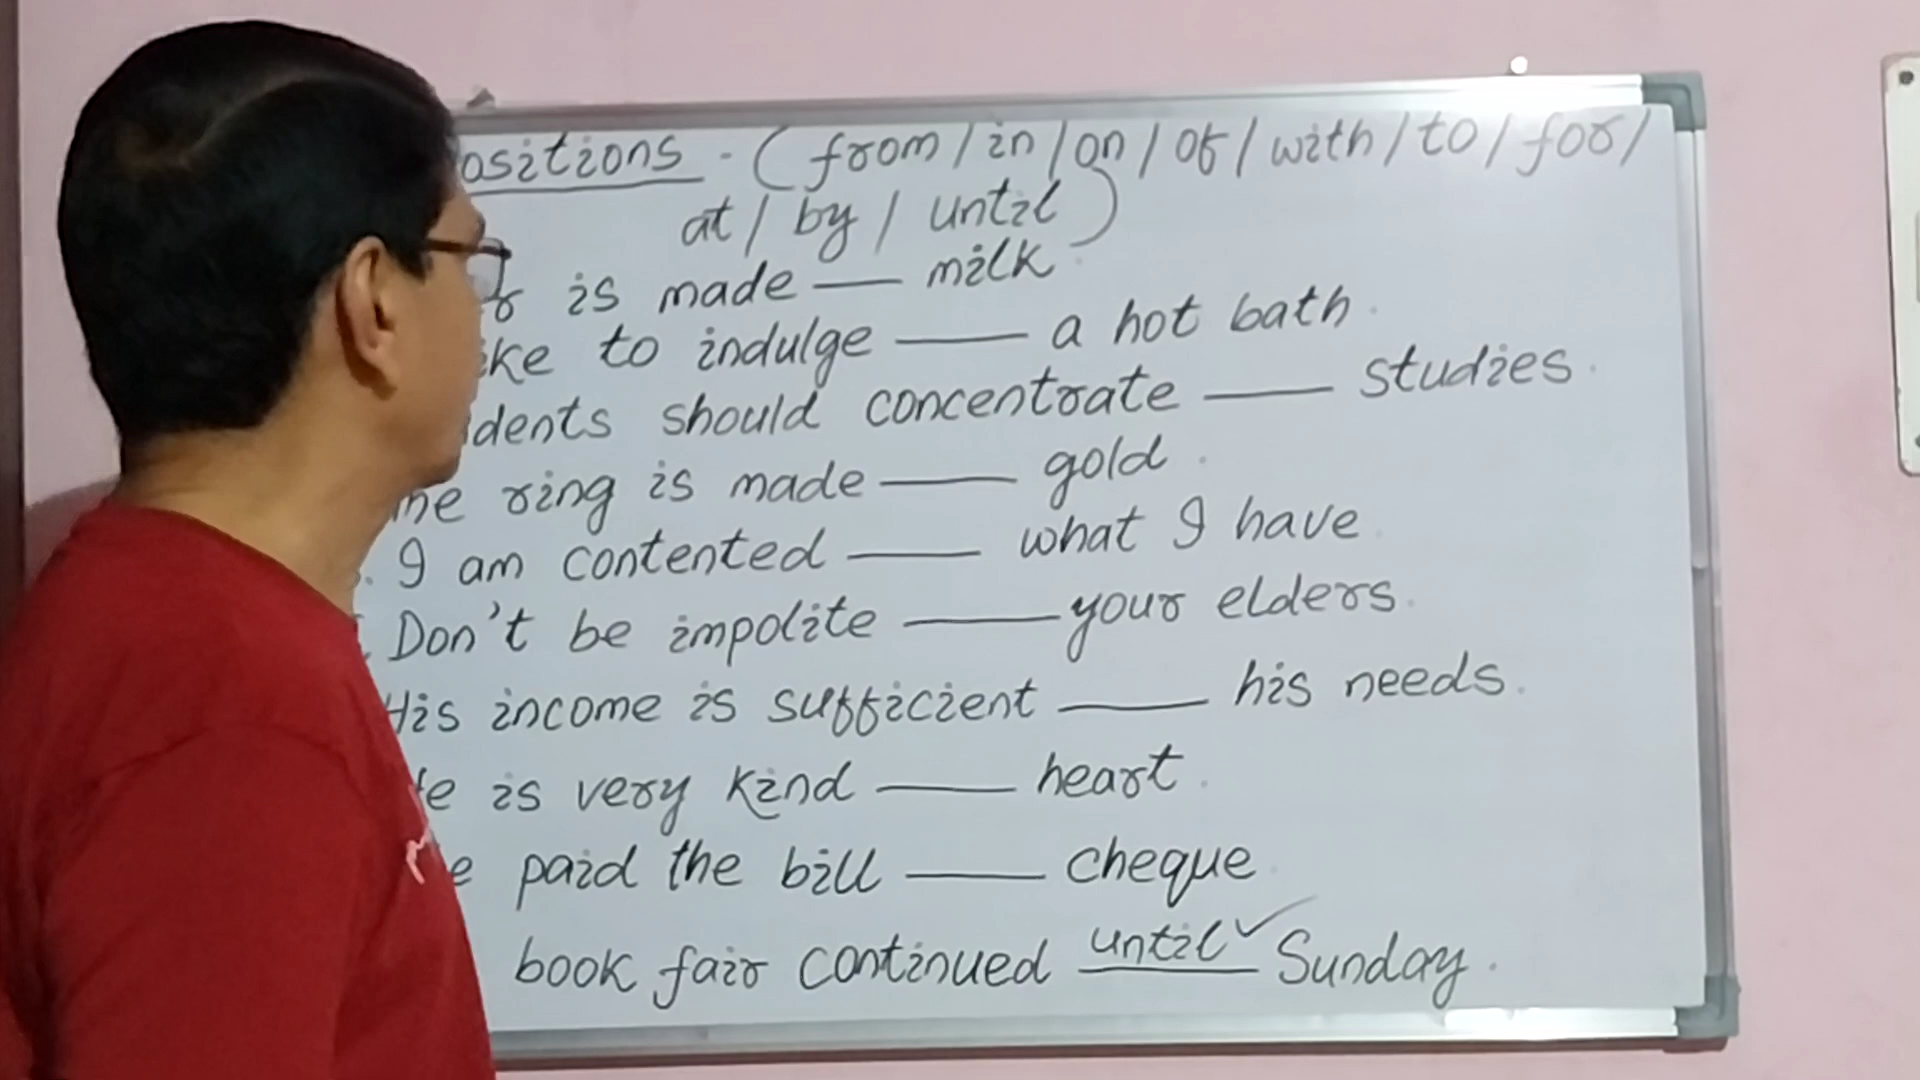 ositions - ( from / in / on / of / with / to / for /
at / by / until )
is made ___ milk
to indulge ___ a hot bath.
dents should concentrate ___ studies.
ring is made ___ gold.
I am contented ___ what I have.
Don't be impolite ___ your elders.
His income is sufficient ___ his needs.
is very kind ___ heart.
paid the bill ___ cheque.
book fair continued until ✓ Sunday.